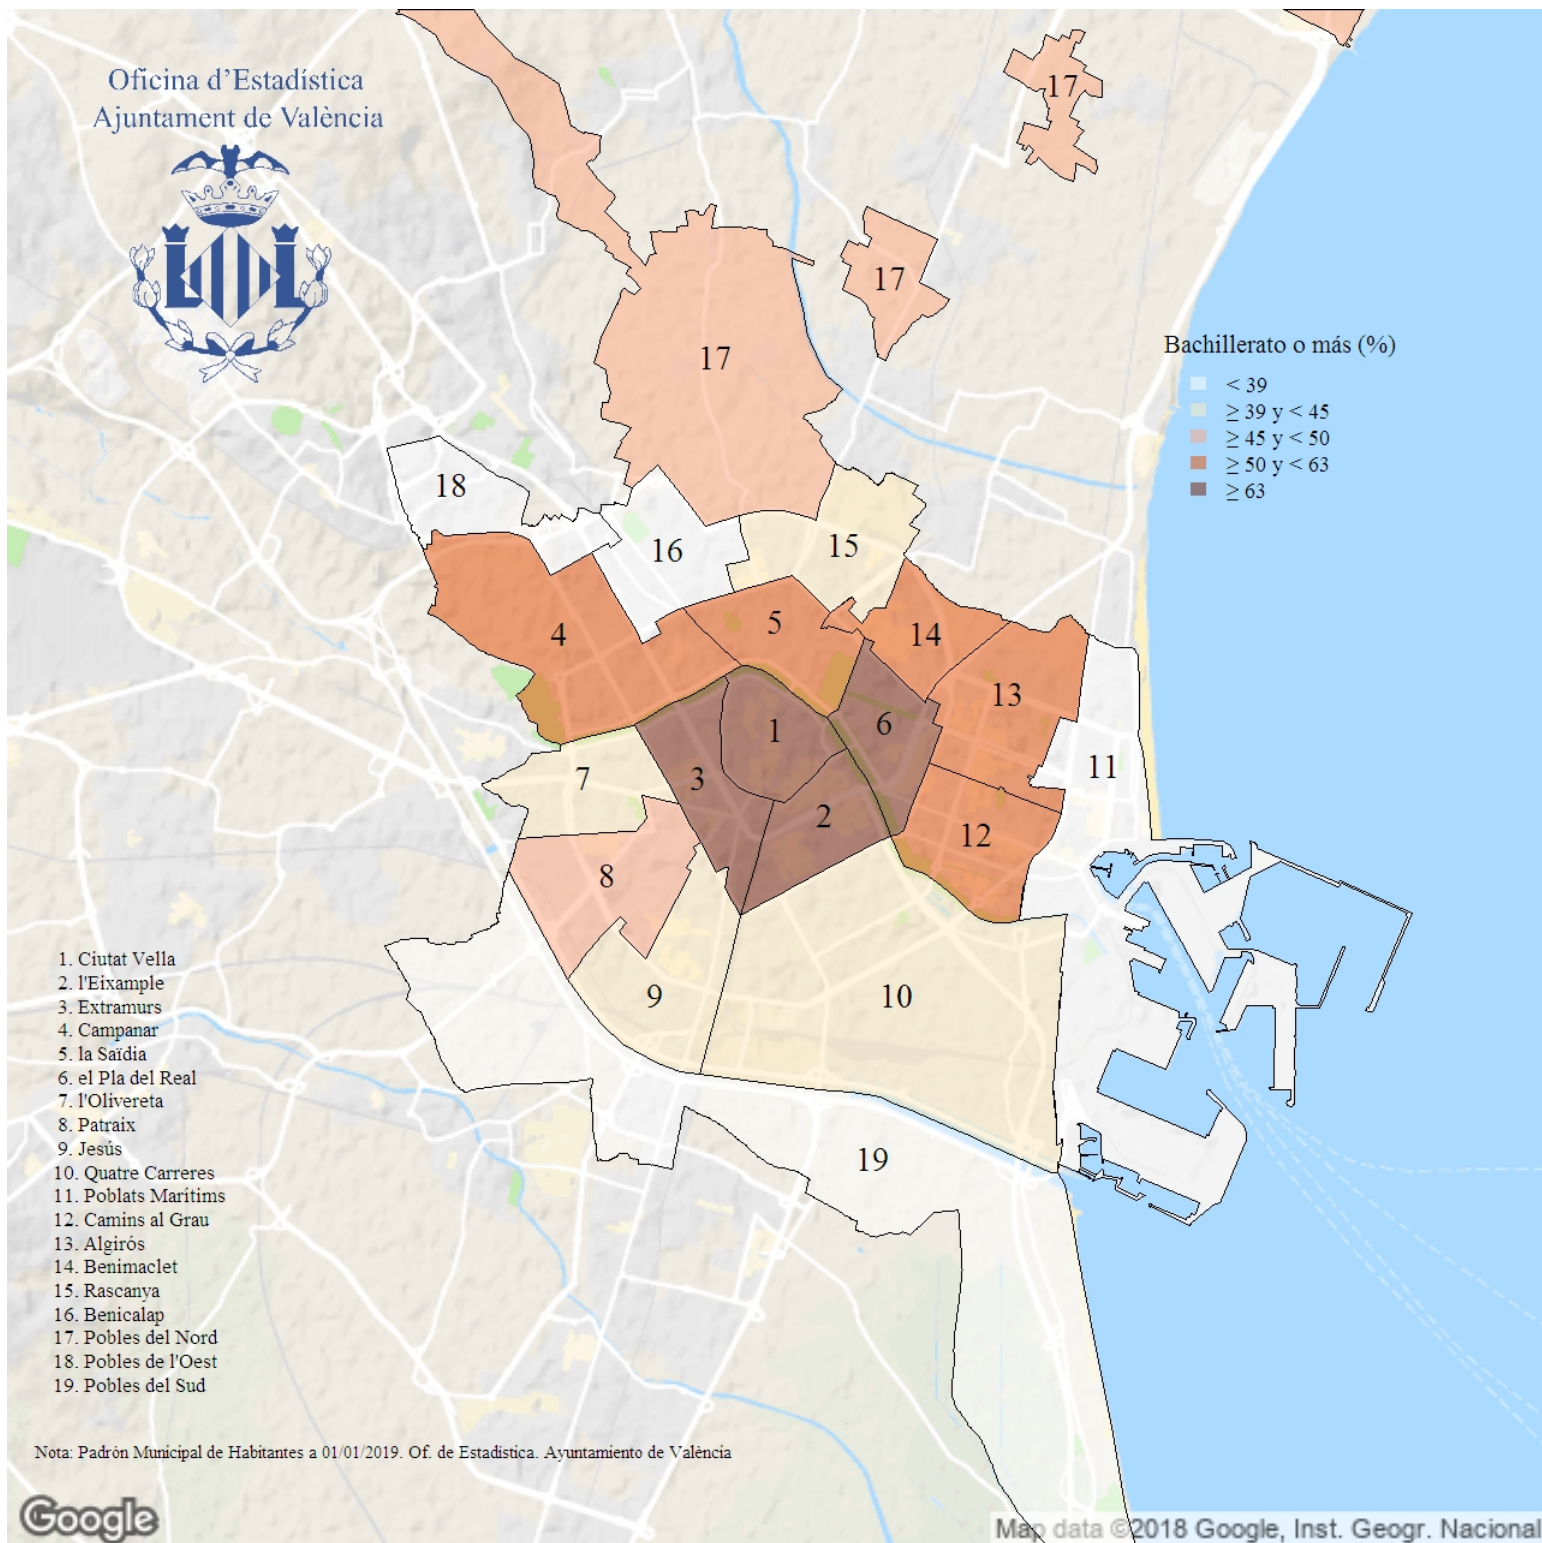 Oficina d'Estadística
Ajuntament de València
17
17
17
Bachillerato o más (%)
< 39
≥ 39 y < 45
≥ 45 y < 50
≥ 50 y < 63
≥ 63
18
16
15
4
5
14
13
6
1
11
7
3
2
12
8
9
10
19
1. Ciutat Vella
2. l'Eixample
3. Extramurs
4. Campanar
5. la Saïdia
6. el Pla del Real
7. l'Olivereta
8. Patraix
9. Jesús
10. Quatre Carreres
11. Poblats Marítims
12. Camins al Grau
13. Algirós
14. Benimaclet
15. Rascanya
16. Benicalap
17. Pobles del Nord
18. Pobles de l'Oest
19. Pobles del Sud
Nota: Padrón Municipal de Habitantes a 01/01/2019. Of. de Estadística. Ayuntamiento de València
Google
Map data ©2018 Google, Inst. Geogr. Nacional